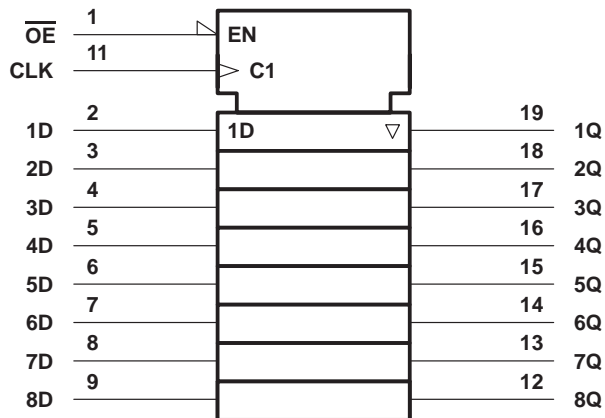 1
OE EN
11
CLK C1
2 19
1D 1D 1Q
3 18
2D 2Q
4 17
3D 3Q
5 16
4D 4Q
6 15
5D 5Q
7 14
6D 6Q
8 13
7D 7Q
9 12
8D 8Q